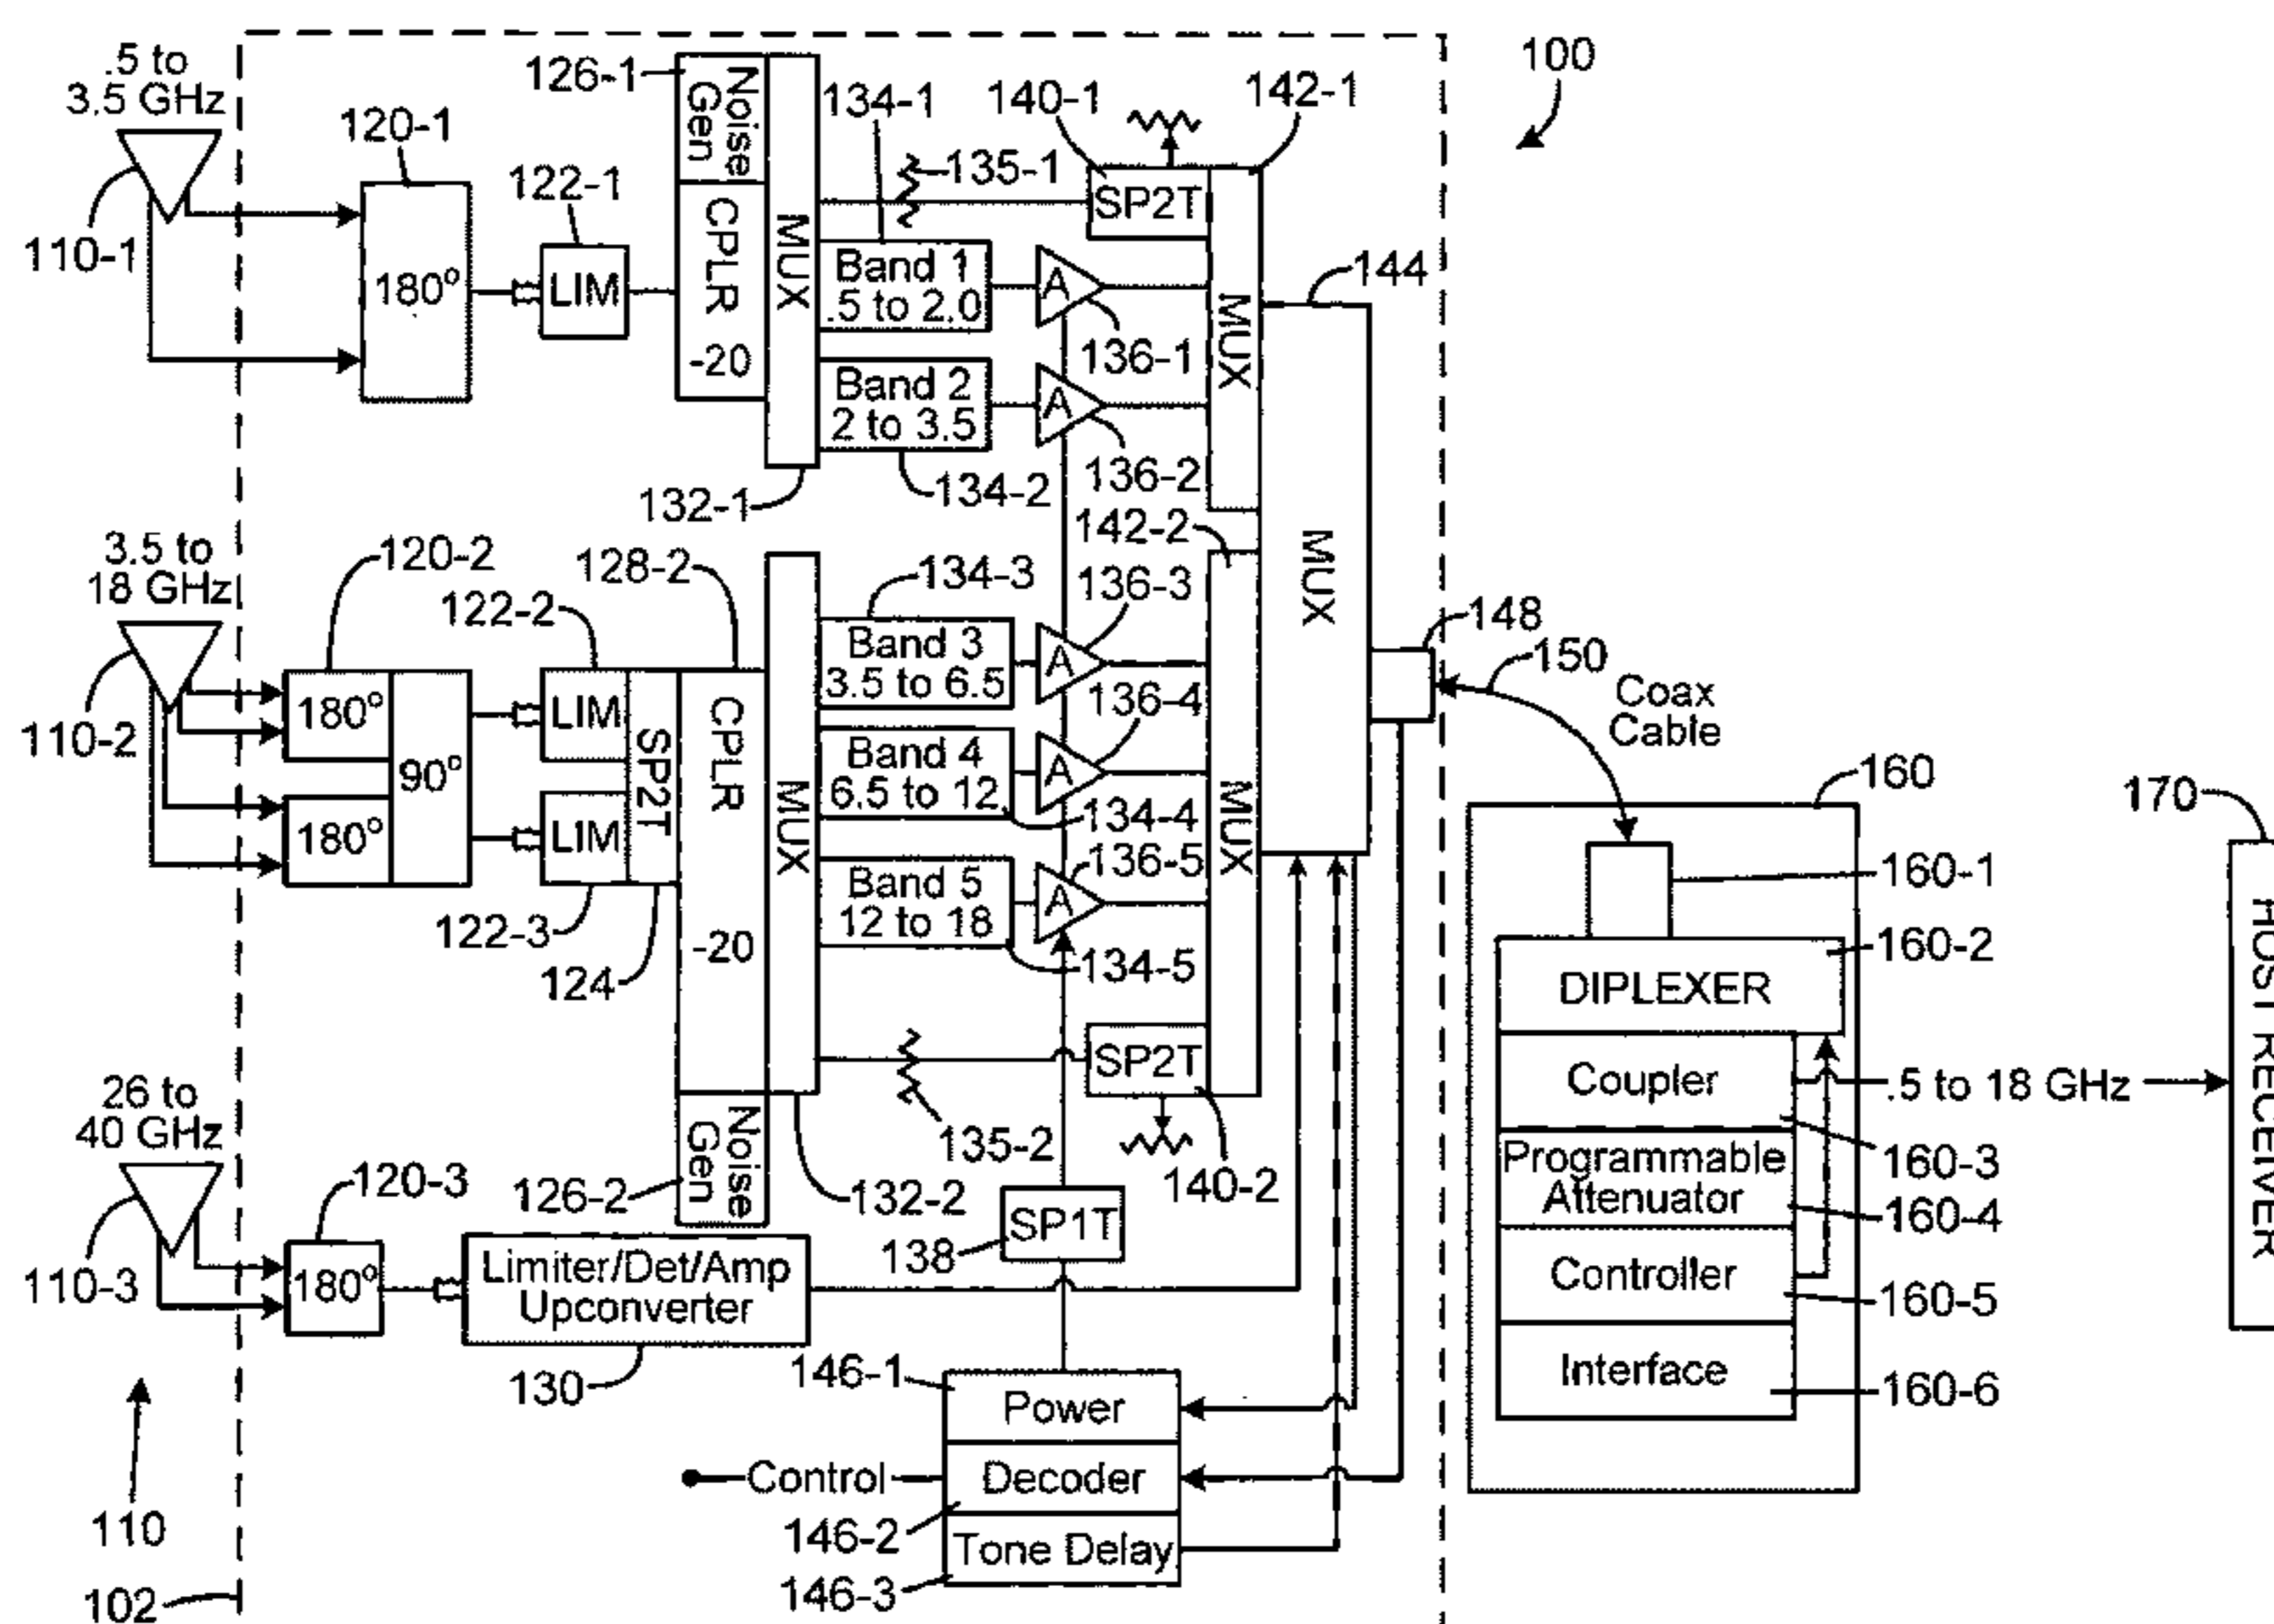 .5 to
3.5 GHz
110-1
120-1
180°
122-1
LIM
126-1
Noise
Gen
CPLR
-20
MUX
132-1
134-1
135-1
Band 1
.5 to 2.0
Band 2
2 to 3.5
134-2
A
136-1
A
136-2
140-1
SP2T
142-1
MUX
144
MUX
100
3.5 to
18 GHz
110-2
120-2
180°
180°
90°
122-2
LIM
LIM
122-3
SP2T
124
128-2
CPLR
-20
MUX
Noise
Gen
126-2
132-2
134-3
Band 3
3.5 to 6.5
Band 4
6.5 to 12
134-4
Band 5
12 to 18
134-5
135-2
A
136-3
A
136-4
A
136-5
142-2
MUX
SP2T
140-2
148
150
Coax
Cable
26 to
40 GHz
110-3
120-3
180°
Limiter/Det/Amp
Upconverter
130
SP1T
138
146-1
Power
Control
Decoder
146-2
Tone Delay
146-3
110
102
160
160-1
DIPLEXER
160-2
Coupler
160-3
.5 to 18 GHz
Programmable
Attenuator
160-4
Controller
160-5
Interface
160-6
170
HOST RECEIVER